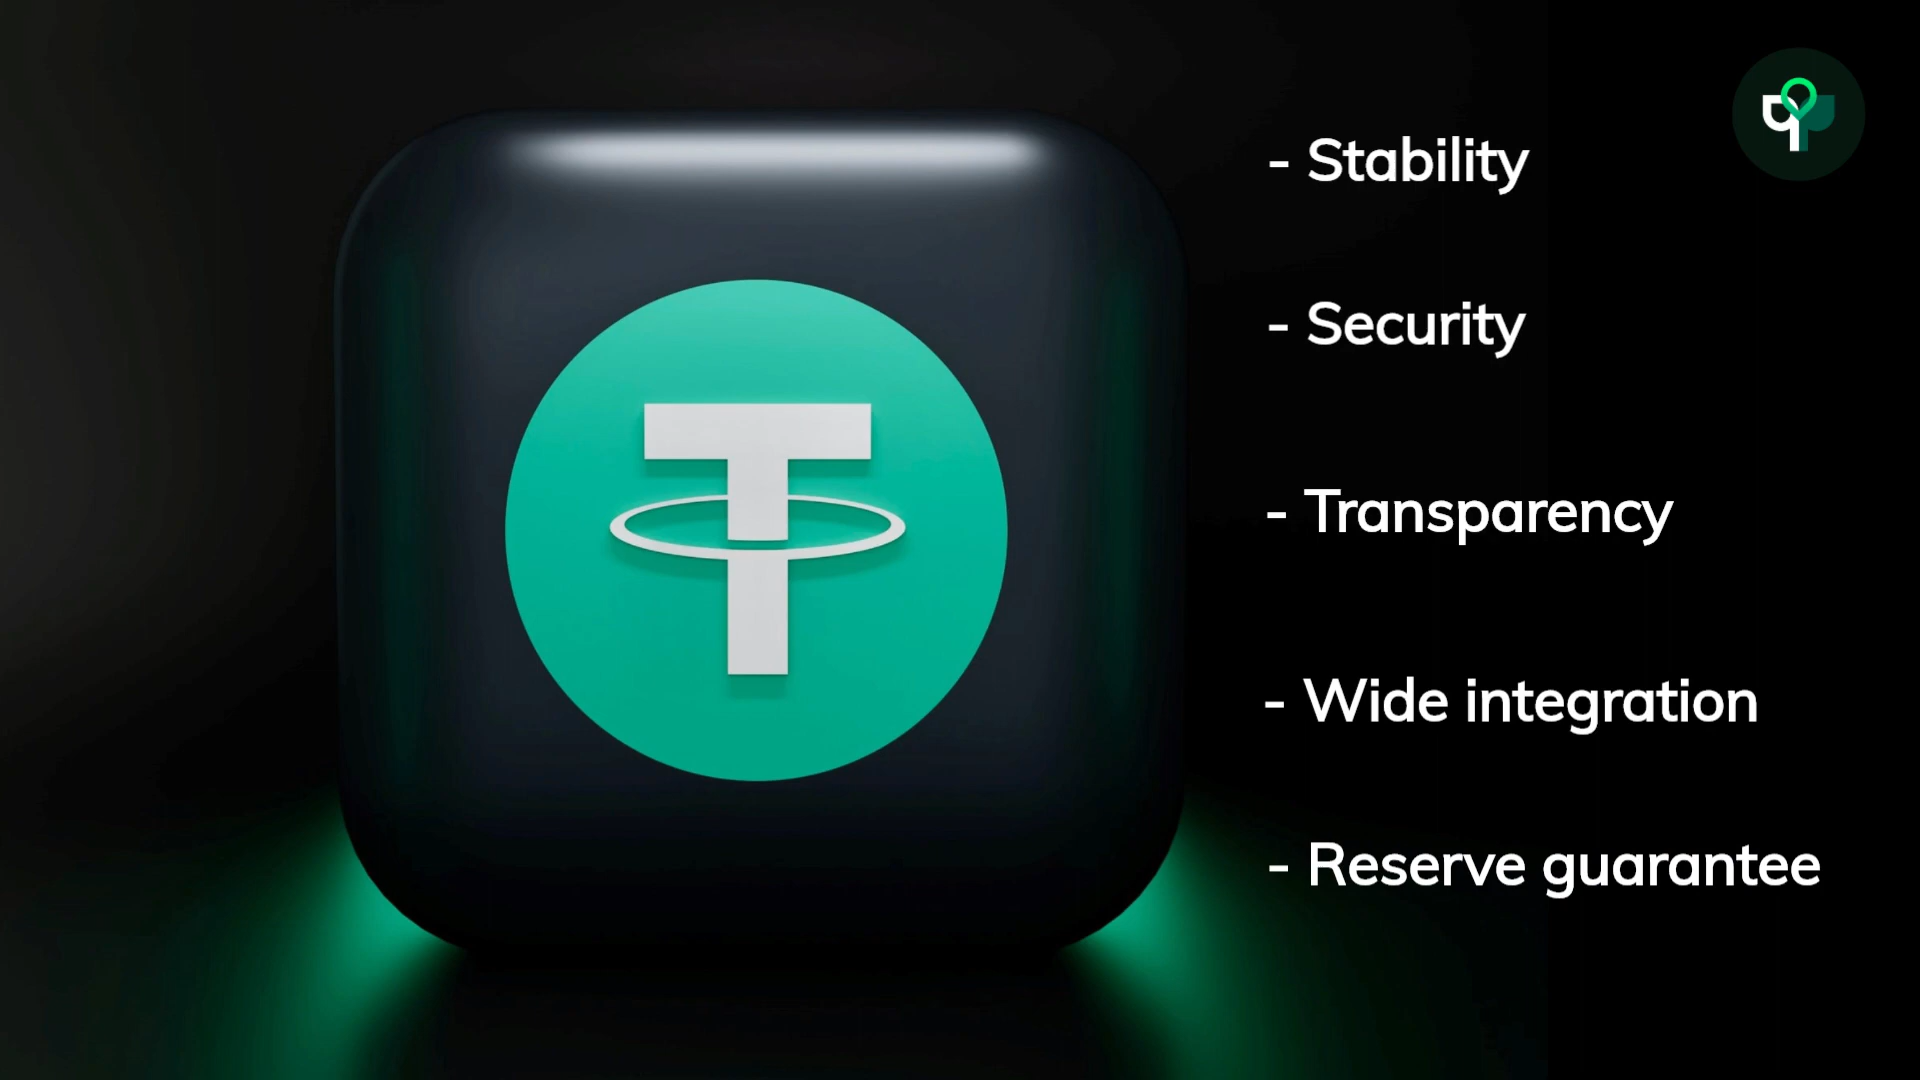 - Stability
- Security
- Transparency
- Wide integration
- Reserve guarantee